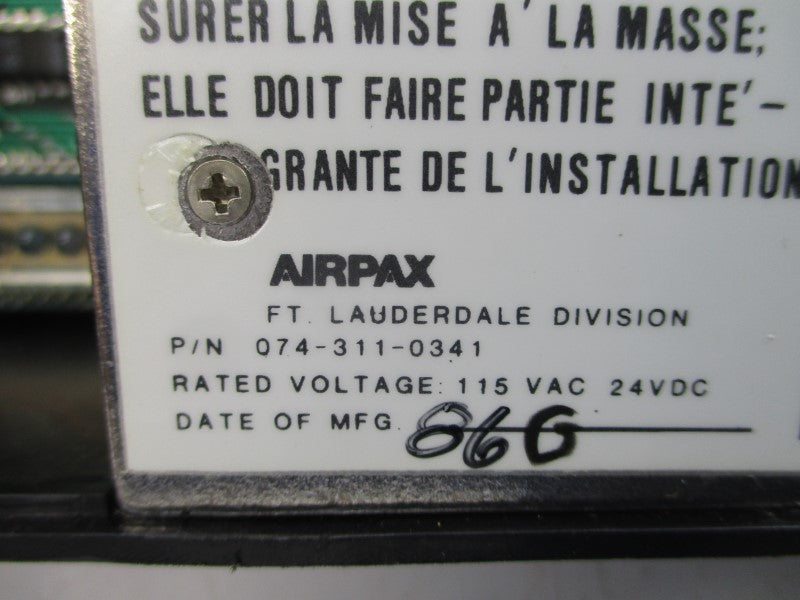 SURER LA MISE A' LA MASSE;
ELLE DOIT FAIRE PARTIE INTE'-
GRANTE DE L'INSTALLATION
AIRPAX
FT. LAUDERDALE DIVISION
P/N 074-311-0341
RATED VOLTAGE: 115 VAC 24VDC
DATE OF MFG. 86G